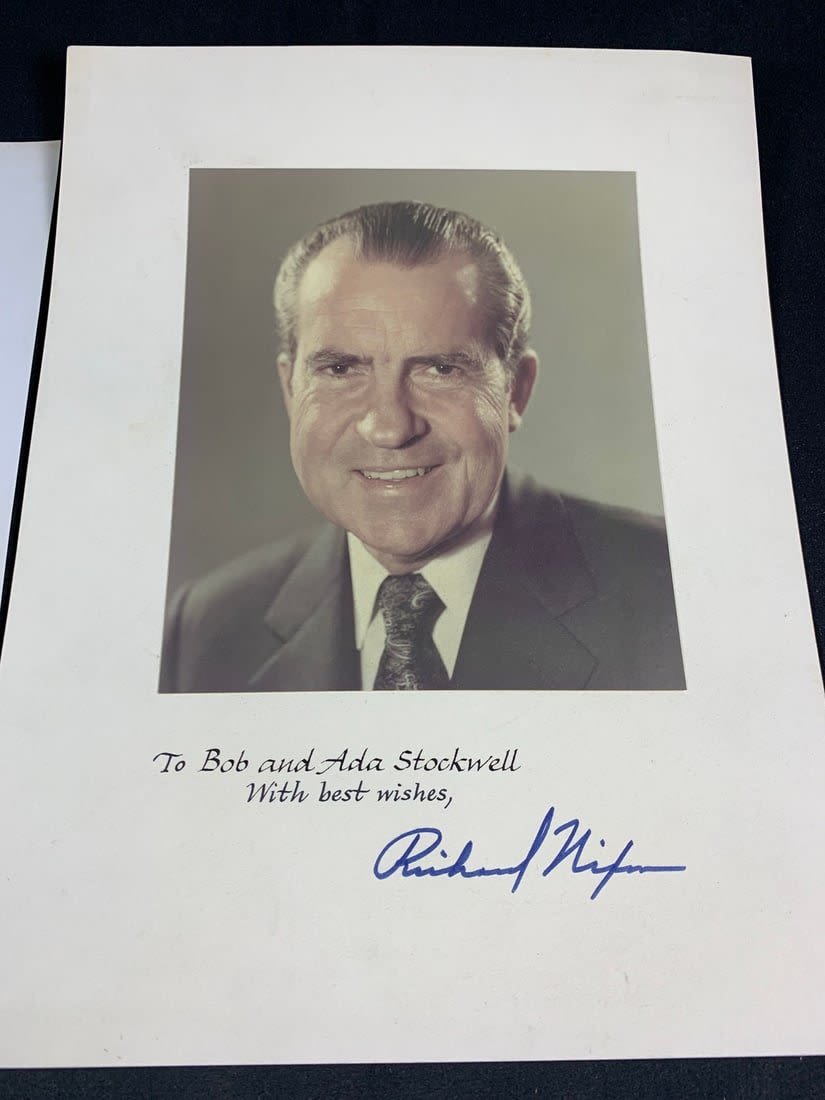 To Bob and Ada Stockwell
With best wishes,
Richard Nixon